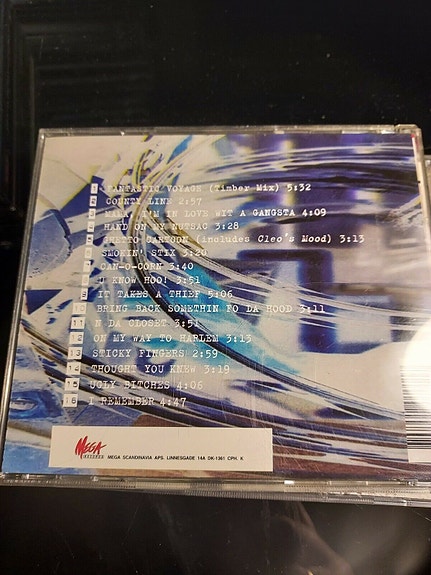 1 FANTASTIC VOYAGE (Timber Mix) 5:32
2 COUNTY LINE 2:57
3 MAMA, I'M IN LOVE WIT A GANGSTA 4:09
4 HAND ON MY NUTSAC 3:28
5 GHETTO CARTOON (includes Cleo's Mood) 3:13
6 SMOKIN' STIX 3:20
7 CAN-O-CORN 3:40
8 U KNOW HOO! 3:51
9 IT TAKES A THIEF 5:06
10 BRING BACK SOMETHIN FO DA HOOD 3:11
11 N DA CLOSET 3:51
12 ON MY WAY TO HARLEM 3:13
13 STICKY FINGERS 2:59
14 THOUGHT YOU KNEW 3:19
15 UGLY BITCHES 4:06
16 I REMEMBER 4:47
MEGA RECORDS MEGA SCANDINAVIA APS. LINNESGADE 14A DK-1361 CPH. K